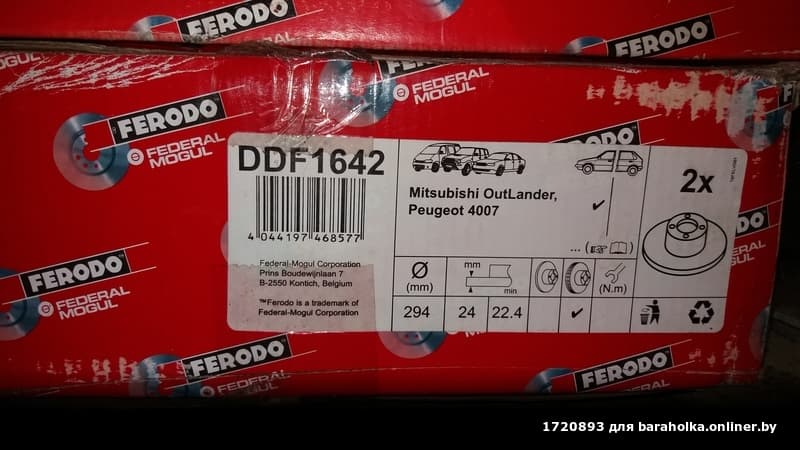 FERODO
FERODO
FEDERAL
MOGUL
FERODO
FEDERAL
MOGUL
DDF1642
4 044197 468577
Federal-Mogul Corporation
Prins Boudewijnlaan 7
B-2550 Kontich, Belgium
™Ferodo is a trademark of
Federal-Mogul Corporation
Mitsubishi OutLander,
Peugeot 4007
✓
... ( )
2x
Ø
(mm)
mm
min
(N.m)
294
24
22.4
✓
FERODO
FEDERAL
MOGUL
FERODO
FEDERAL
MOGUL
FERODO
1720893 для baraholka.onliner.by